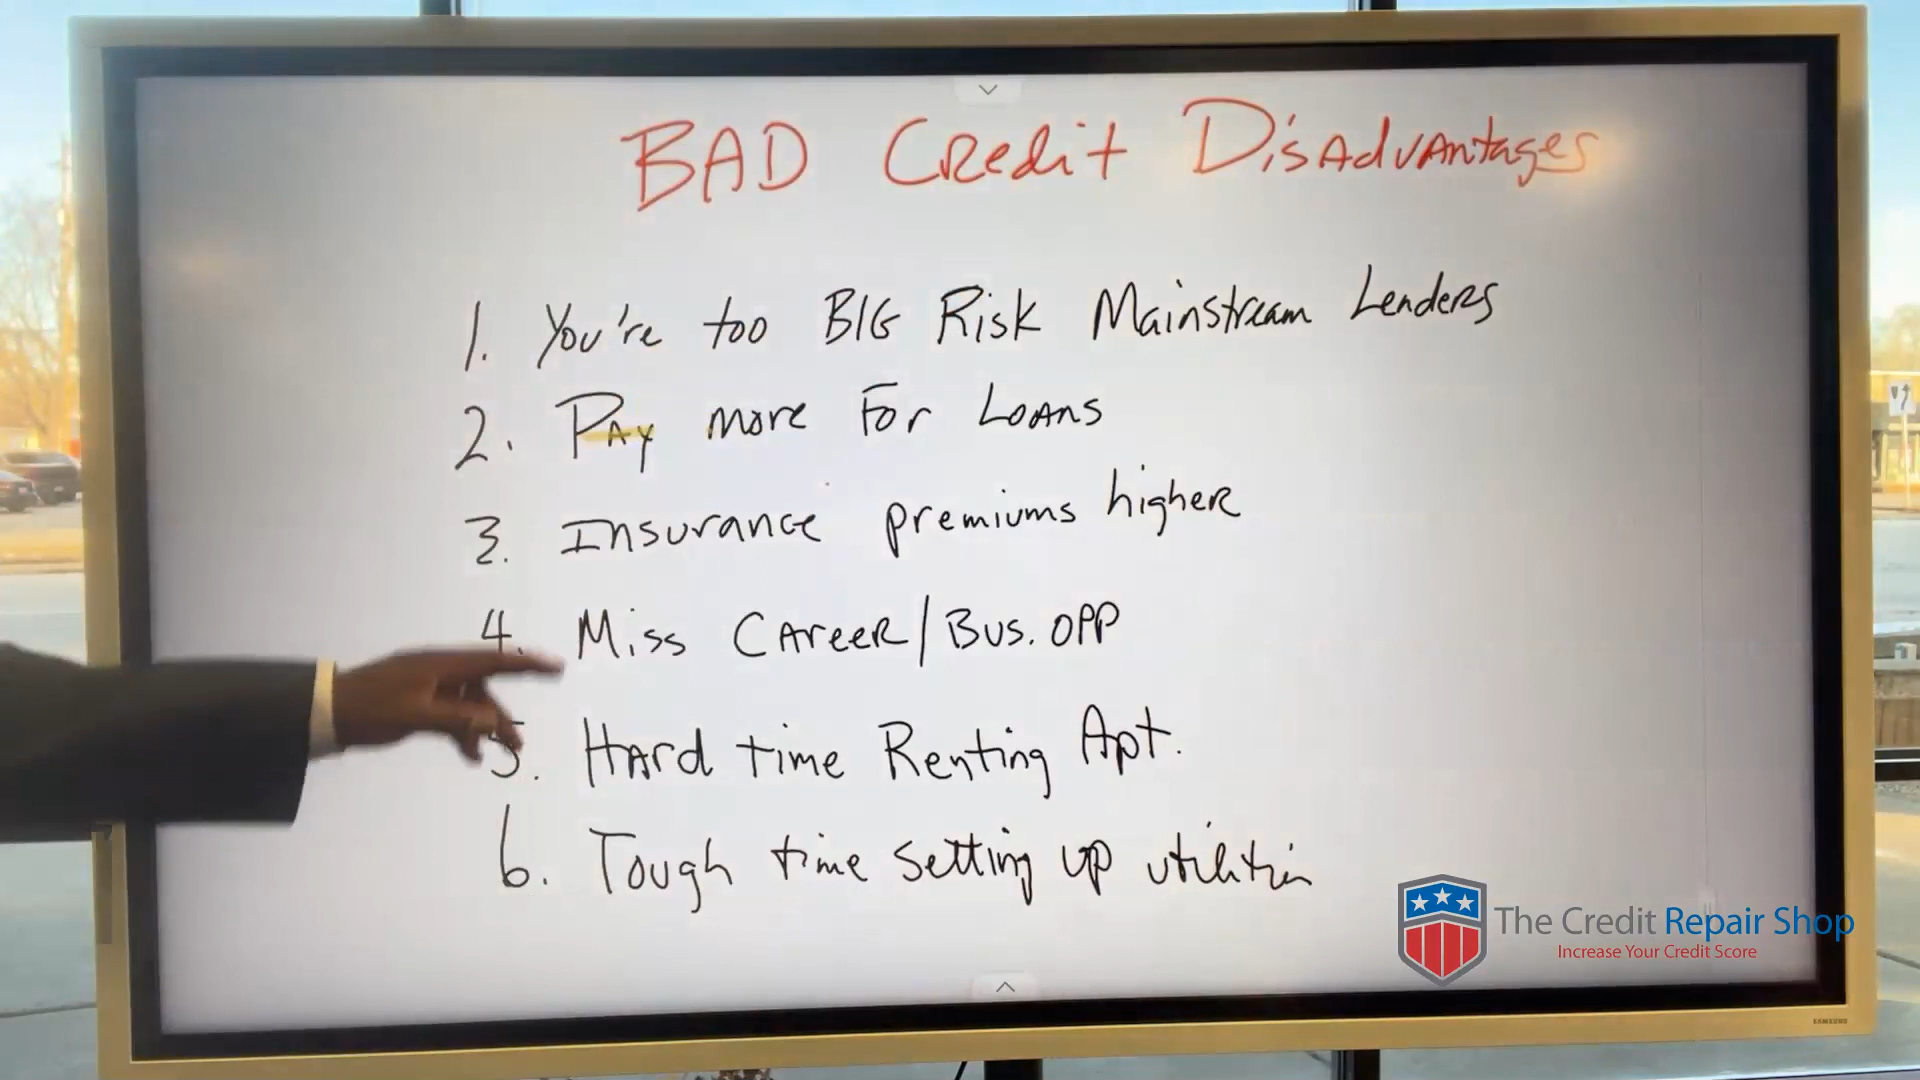 BAD Credit Disadvantages
1. You're too BIG Risk Mainstream Lenders
2. Pay more For Loans
3. Insurance premiums higher
4. Miss Career/Bus. OPP
5. Hard time Renting Apt.
6. Tough time setting up utilities
The Credit Repair Shop
Increase Your Credit Score
SAMSUNG